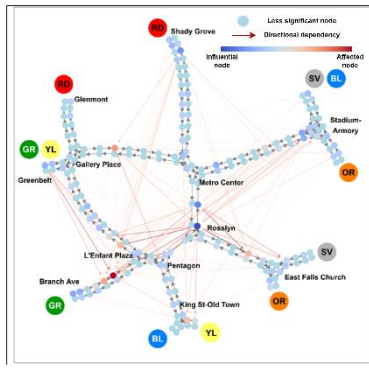 RD
Shady Grove
Less significant node
Directional dependency
Influential node
Affected node
RD
Glenmont
SV
BL
Stadium-Armory
GR
YL
Gallery Place
Greenbelt
Metro Center
OR
Rosslyn
L'Enfant Plaza
SV
Pentagon
East Falls Church
Branch Ave
OR
GR
King St-Old Town
BL
YL